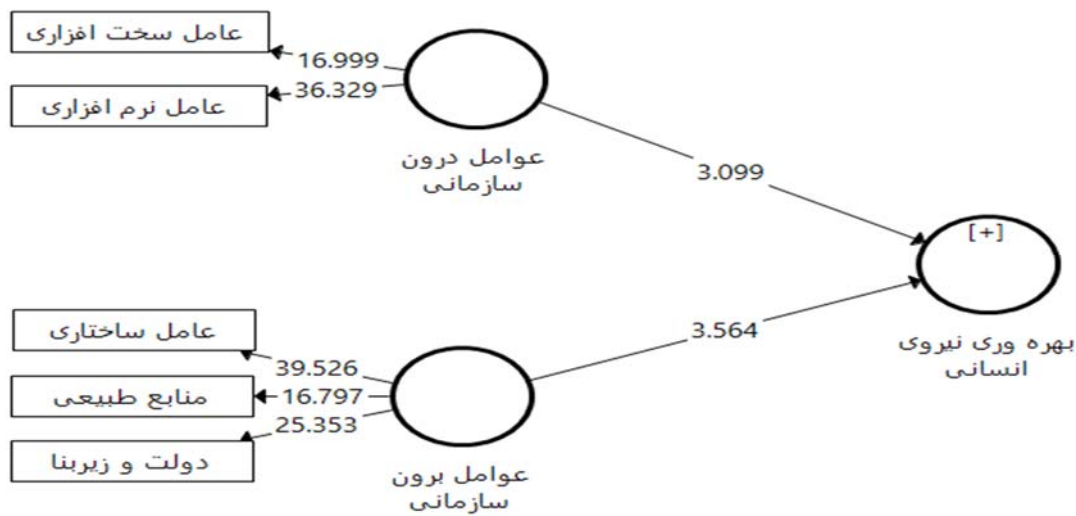 عامل سخت افزاری
16.999
36.329
عامل نرم افزاری
عوامل درون
سازمانی
3.099
[+]
بهره وری نیروی
انسانی
3.564
عامل ساختاری
39.526
منابع طبیعی
16.797
25.353
دولت و زیربنا
عوامل برون
سازمانی